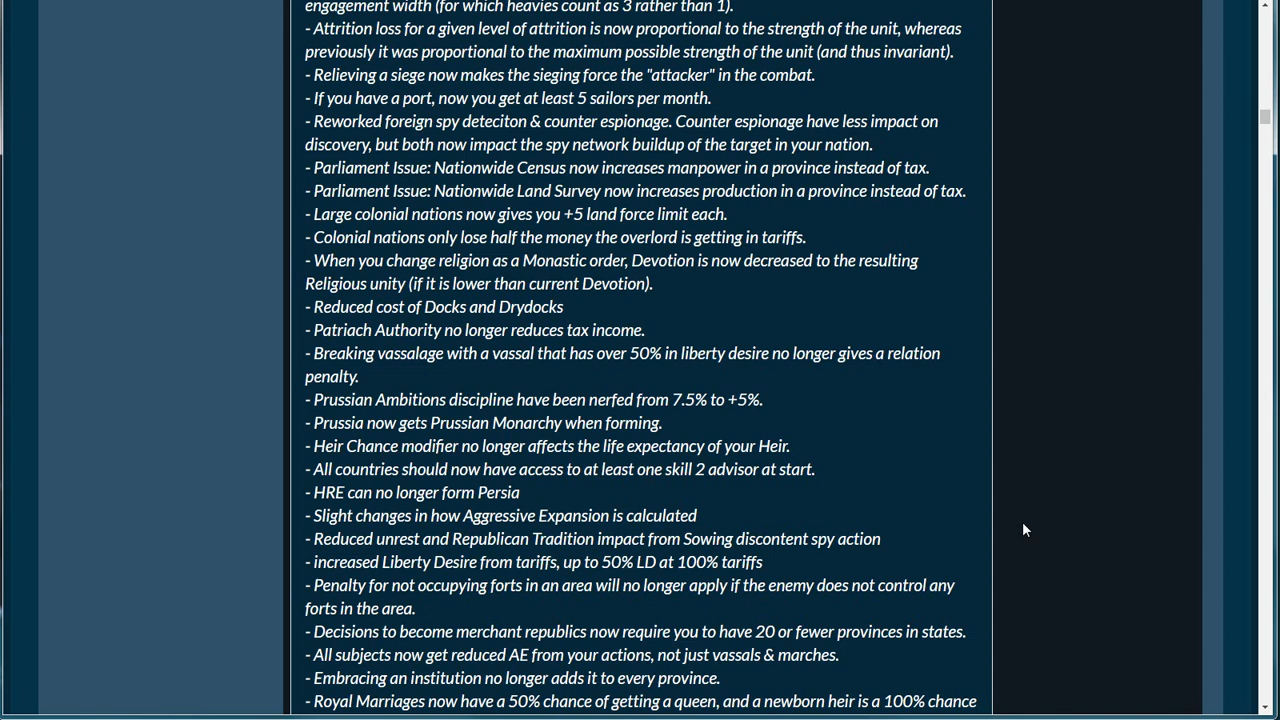 engagement width (for which heavies count as 3 rather than 1).
- Attrition loss for a given level of attrition is now proportional to the strength of the unit, whereas
previously it was proportional to the maximum possible strength of the unit (and thus invariant).
- Relieving a siege now makes the sieging force the "attacker" in the combat.
- If you have a port, now you get at least 5 sailors per month.
- Reworked foreign spy deteciton & counter espionage. Counter espionage have less impact on
discovery, but both now impact the spy network buildup of the target in your nation.
- Parliament Issue: Nationwide Census now increases manpower in a province instead of tax.
- Parliament Issue: Nationwide Land Survey now increases production in a province instead of tax.
- Large colonial nations now gives you +5 land force limit each.
- Colonial nations only lose half the money the overlord is getting in tariffs.
- When you change religion as a Monastic order, Devotion is now decreased to the resulting
Religious unity (if it is lower than current Devotion).
- Reduced cost of Docks and Drydocks
- Patriach Authority no longer reduces tax income.
- Breaking vassalage with a vassal that has over 50% in liberty desire no longer gives a relation
penalty.
- Prussian Ambitions discipline have been nerfed from 7.5% to +5%.
- Prussia now gets Prussian Monarchy when forming.
- Heir Chance modifier no longer affects the life expectancy of your Heir.
- All countries should now have access to at least one skill 2 advisor at start.
- HRE can no longer form Persia
- Slight changes in how Aggressive Expansion is calculated
- Reduced unrest and Republican Tradition impact from Sowing discontent spy action
- increased Liberty Desire from tariffs, up to 50% LD at 100% tariffs
- Penalty for not occupying forts in an area will no longer apply if the enemy does not control any
forts in the area.
- Decisions to become merchant republics now require you to have 20 or fewer provinces in states.
- All subjects now get reduced AE from your actions, not just vassals & marches.
- Embracing an institution no longer adds it to every province.
- Royal Marriages now have a 50% chance of getting a queen, and a newborn heir is a 100% chance